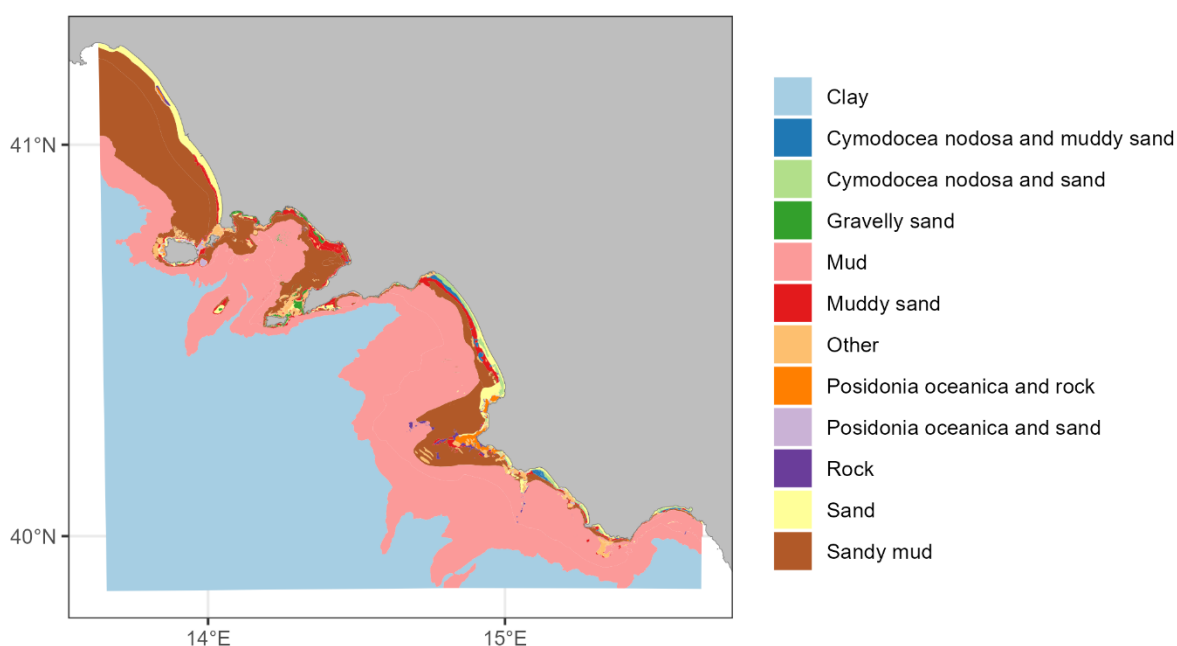 41°N
40°N
14°E
15°E
Clay
Cymodocea nodosa and muddy sand
Cymodocea nodosa and sand
Gravelly sand
Mud
Muddy sand
Other
Posidonia oceanica and rock
Posidonia oceanica and sand
Rock
Sand
Sandy mud